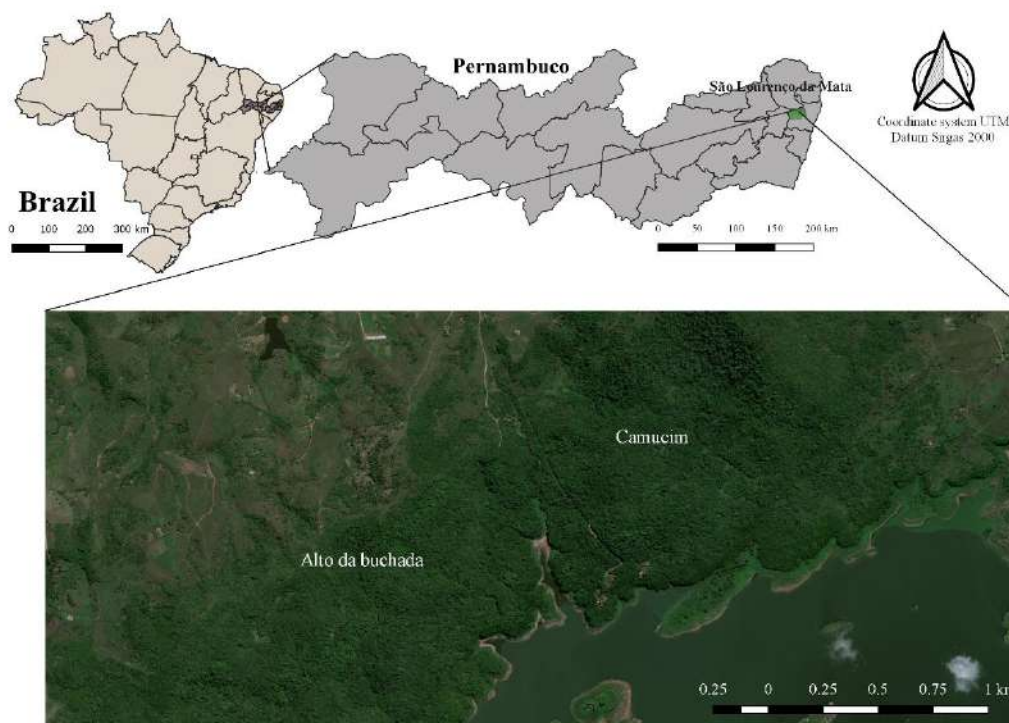 Pernambuco
São Lourenço da Mata
Coordinate system UTM
Datum Sirgas 2000
Brazil
0 100 200 300 km
0 50 100 150 200 km
Camucim
Alto da buchada
0.25 0 0.25 0.5 0.75 1 km